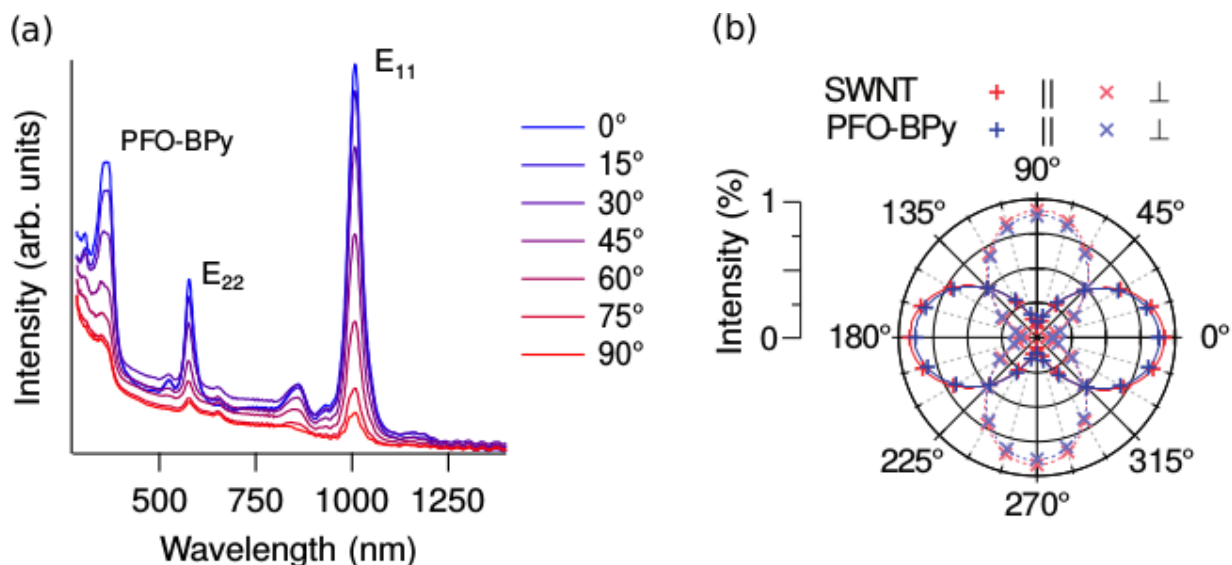 (a)
Intensity (arb. units)
PFO-BPy
E₂₂
E₁₁
0°
15°
30°
45°
60°
75°
90°
500
750
1000
1250
Wavelength (nm)
(b)
SWNT + || × ⊥
PFO-BPy + || × ⊥
Intensity (%)
1
0
90°
135°
45°
180°
0°
225°
315°
270°